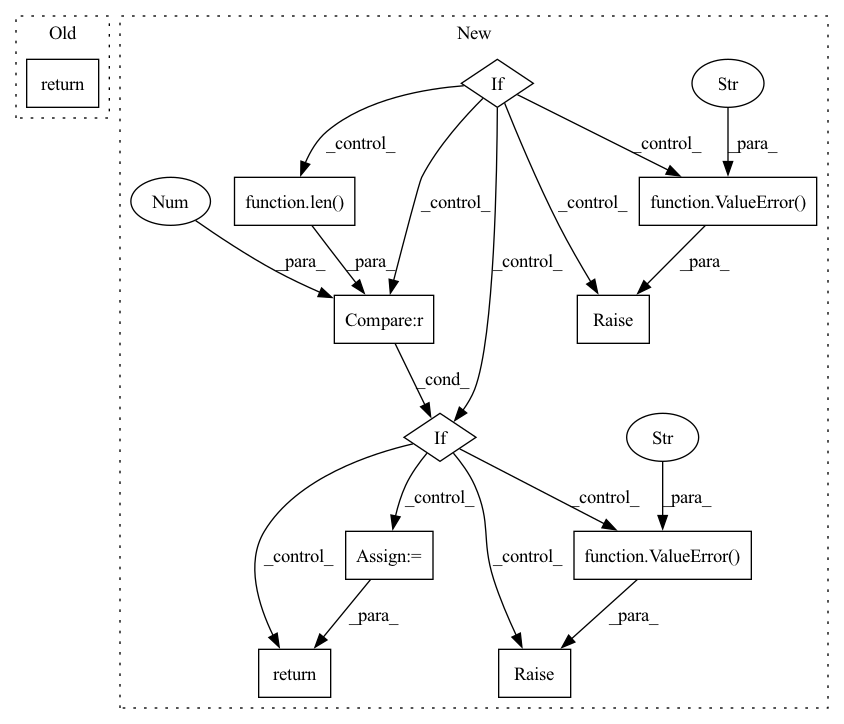 Old
New
return
If
Str
_control_
_control_
_para_
Num
function.len()
_control_
_control_
function.ValueError()
_control_
_para_
_para_
_para_
Compare:r
Raise
_cond_
If
Str
_control_
_control_
_para_
_control_
_control_
Assign:=
function.ValueError()
_para_
_para_
return
Raise